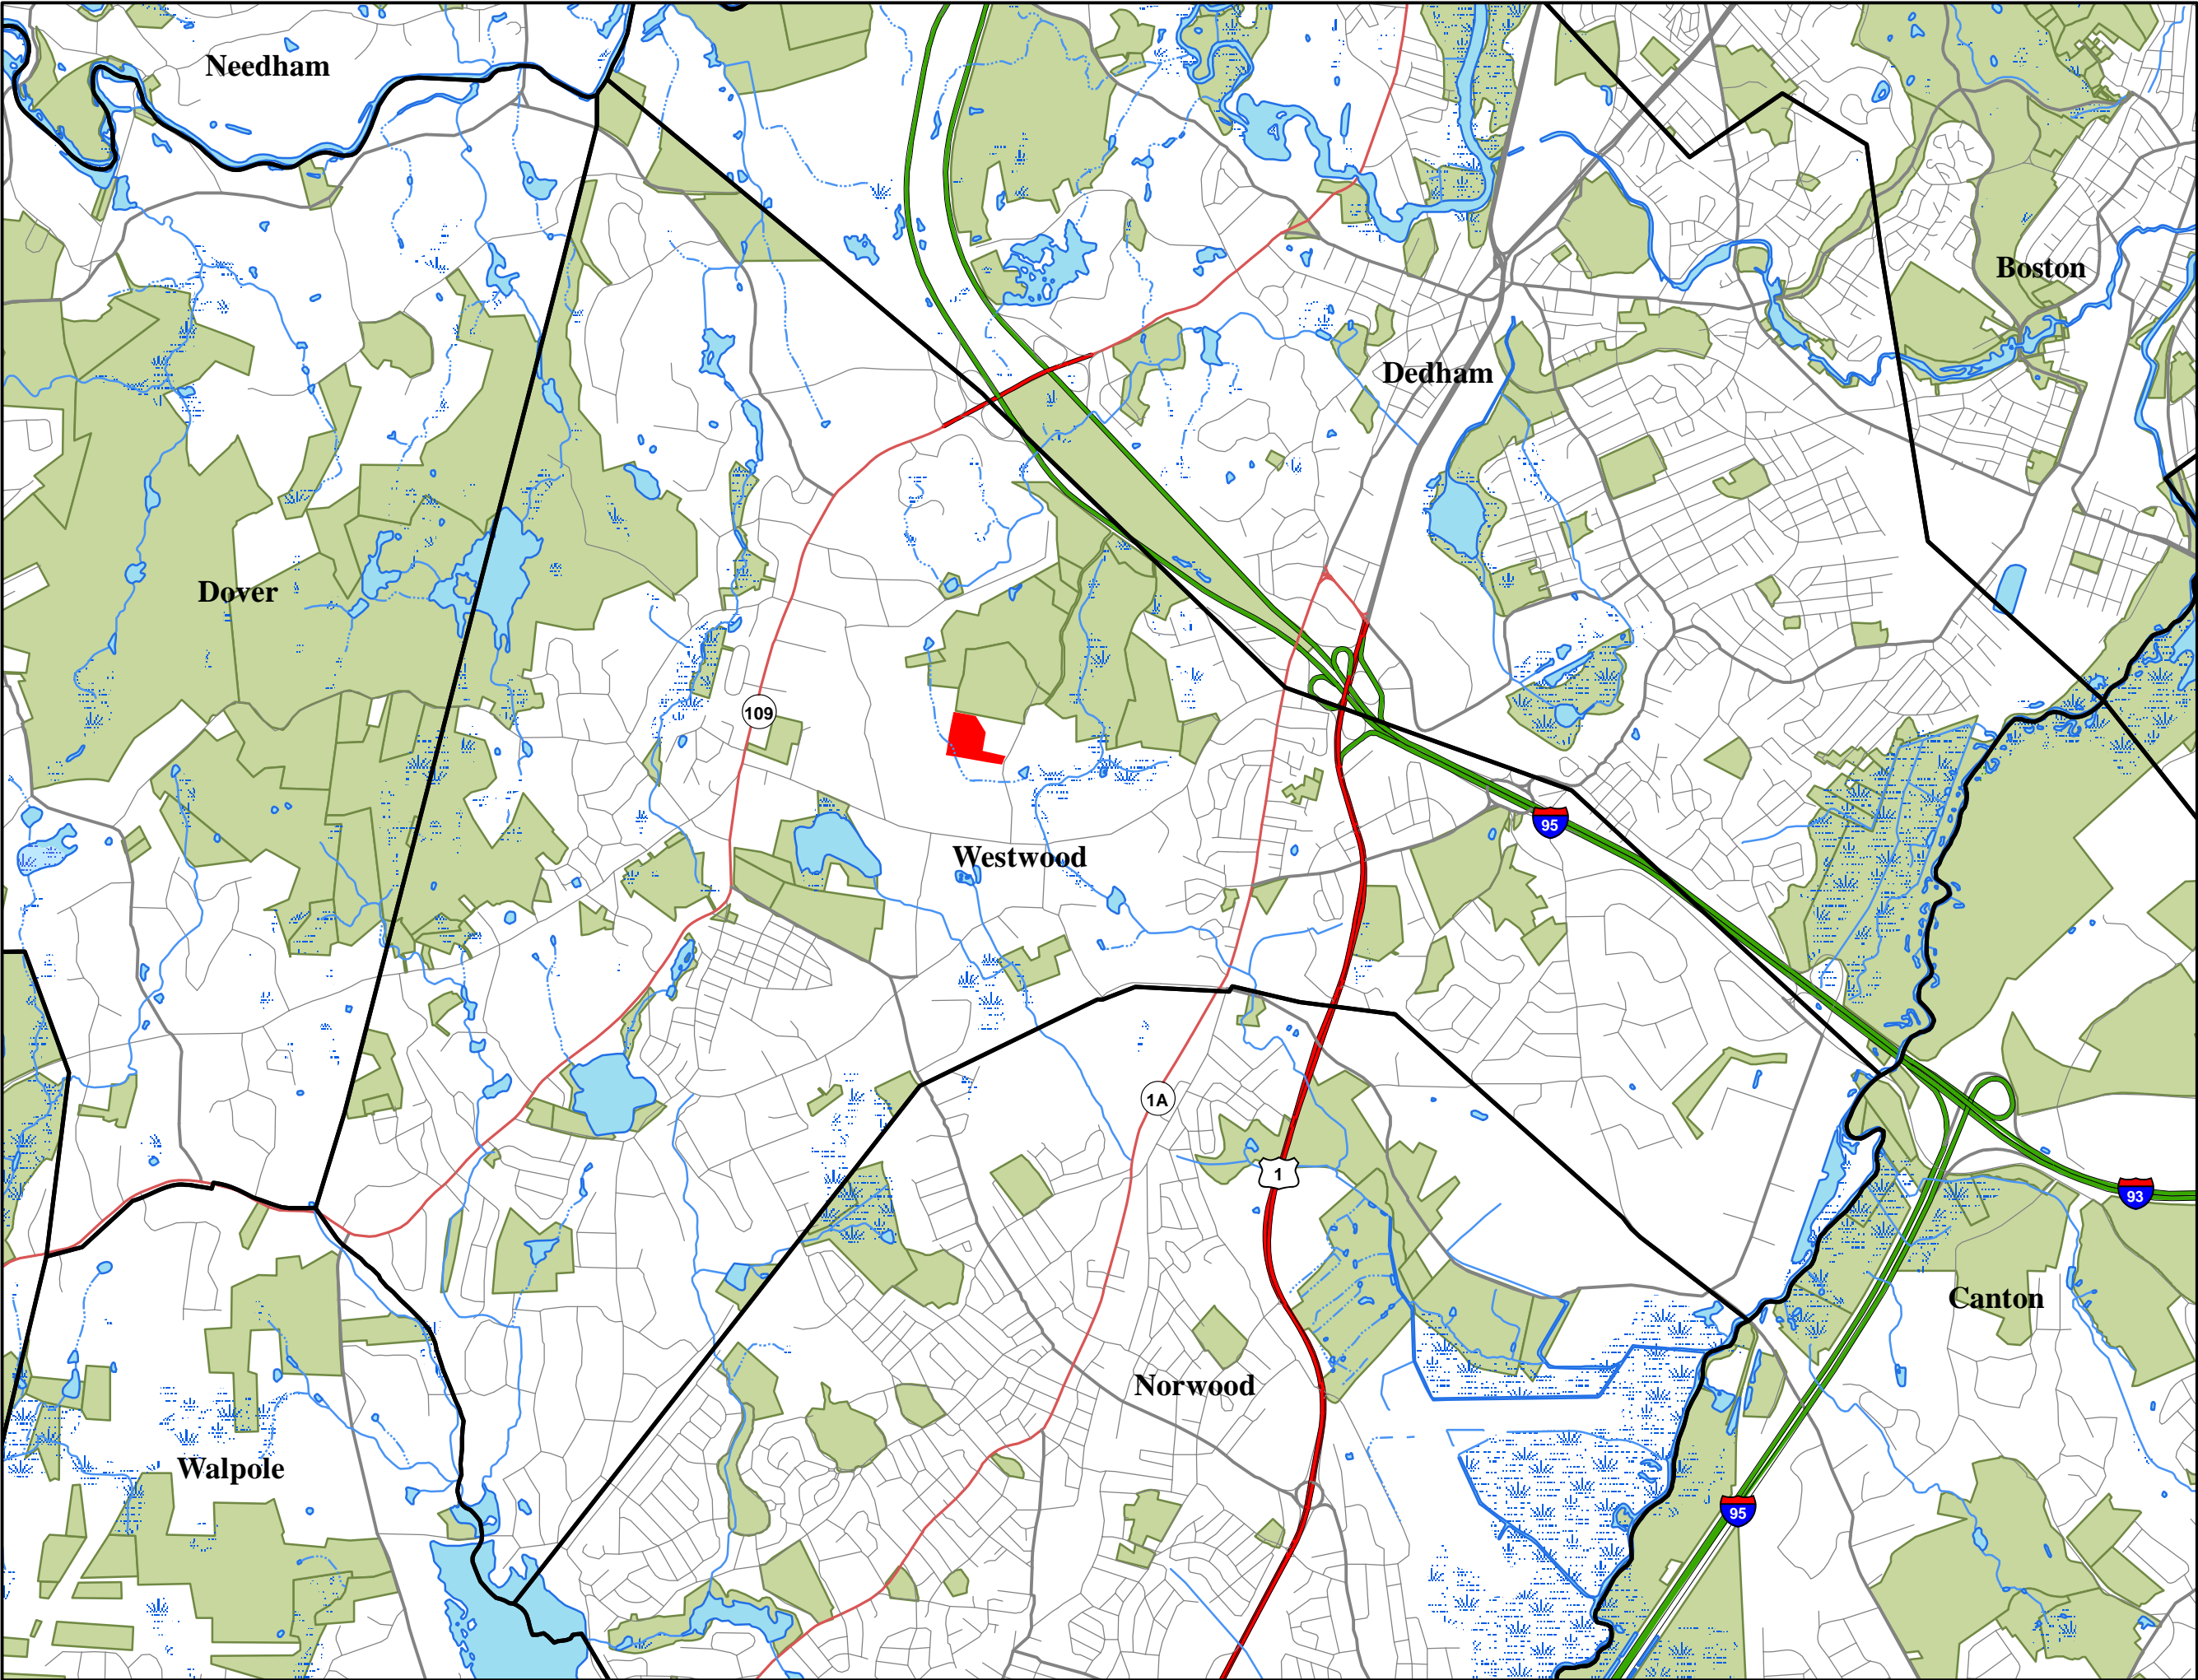 Needham
Boston
Dedham
Dover
109
95
Westwood
1A
1
93
Canton
Norwood
Walpole
95